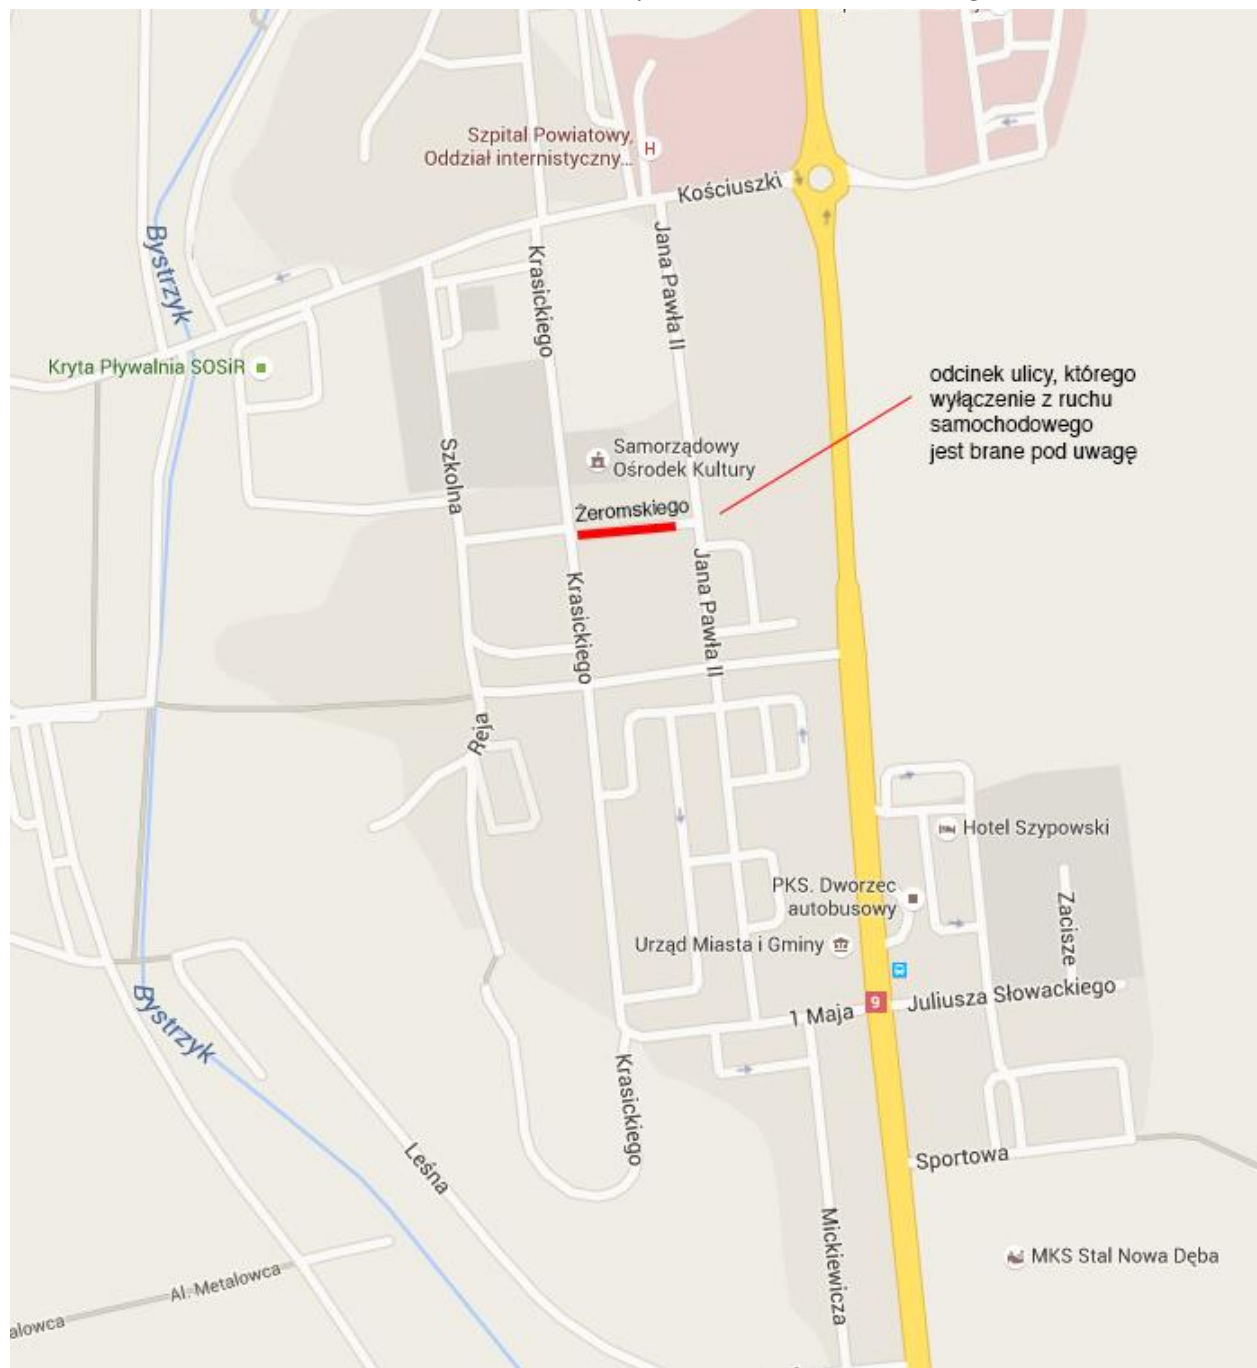 Szpital Powiatowy,
Oddział internistyczny...
H
Kościuszki
Bystrzyk
Krasickiego
Jana Pawła II
Kryta Pływalnia SOSiR
odcinek ulicy, którego
wyłączenie z ruchu
samochodowego
jest brane pod uwagę
Szkolna
Samorządowy
Ośrodek Kultury
Żeromskiego
Krasickiego
Jana Pawła II
Reja
Hotel Szypowski
PKS. Dworzec
autobusowy
Zacisze
Urząd Miasta i Gminy
Juliusza Słowackiego
9
1 Maja
Bystrzyk
Krasickiego
Leśna
Sportowa
Mickiewicza
MKS Stal Nowa Dęba
Al. Metalowca
alowca